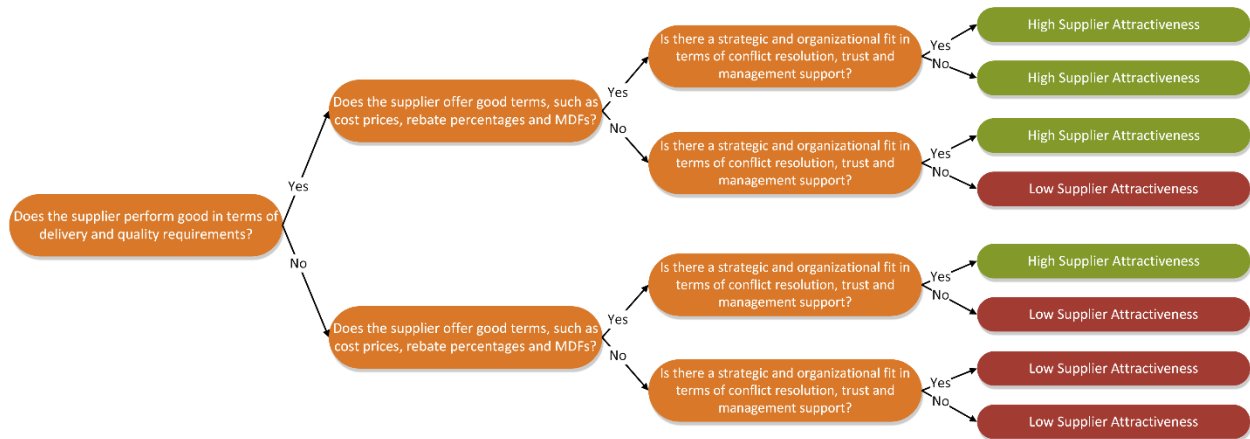 Does the supplier perform good in terms of
delivery and quality requirements?
Yes
No
Does the supplier offer good terms, such as
cost prices, rebate percentages and MDFs?
Yes
No
Is there a strategic and organizational fit in
terms of conflict resolution, trust and
management support?
Yes
No
High Supplier Attractiveness
High Supplier Attractiveness
Is there a strategic and organizational fit in
terms of conflict resolution, trust and
management support?
Yes
No
High Supplier Attractiveness
Low Supplier Attractiveness
Does the supplier offer good terms, such as
cost prices, rebate percentages and MDFs?
Yes
No
Is there a strategic and organizational fit in
terms of conflict resolution, trust and
management support?
Yes
No
High Supplier Attractiveness
Low Supplier Attractiveness
Is there a strategic and organizational fit in
terms of conflict resolution, trust and
management support?
Yes
No
Low Supplier Attractiveness
Low Supplier Attractiveness